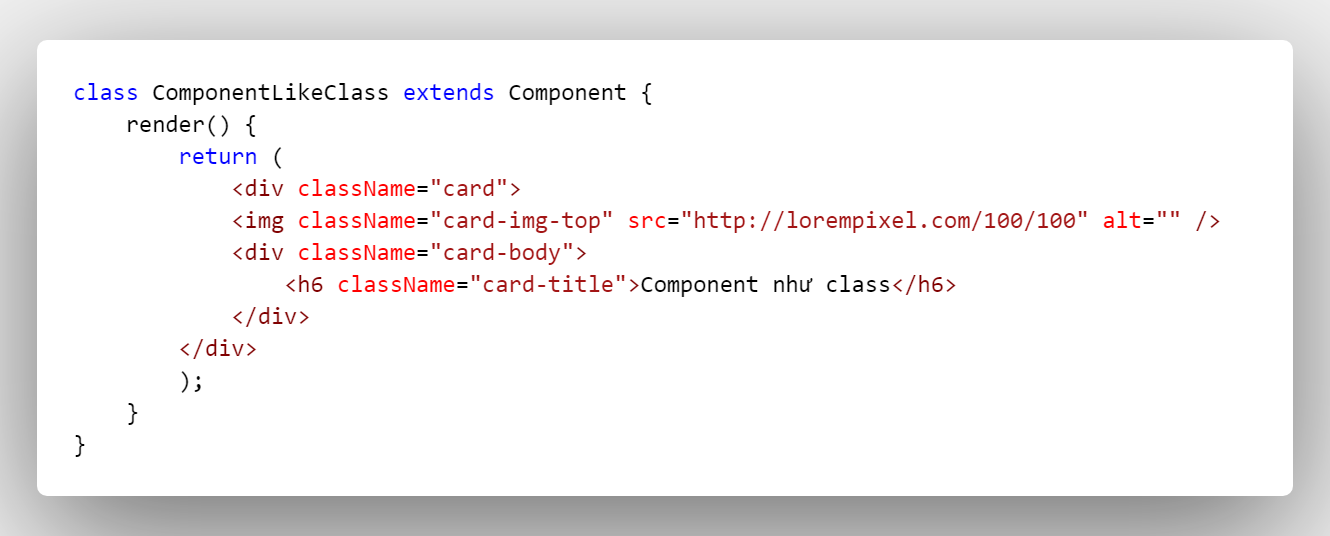 class ComponentLikeClass extends Component {
    render() {
        return (
            <div className="card">
            <img className="card-img-top" src="http://lorempixel.com/100/100" alt="" />
            <div className="card-body">
                <h6 className="card-title">Component như class</h6>
            </div>
        </div>
        );
    }
}